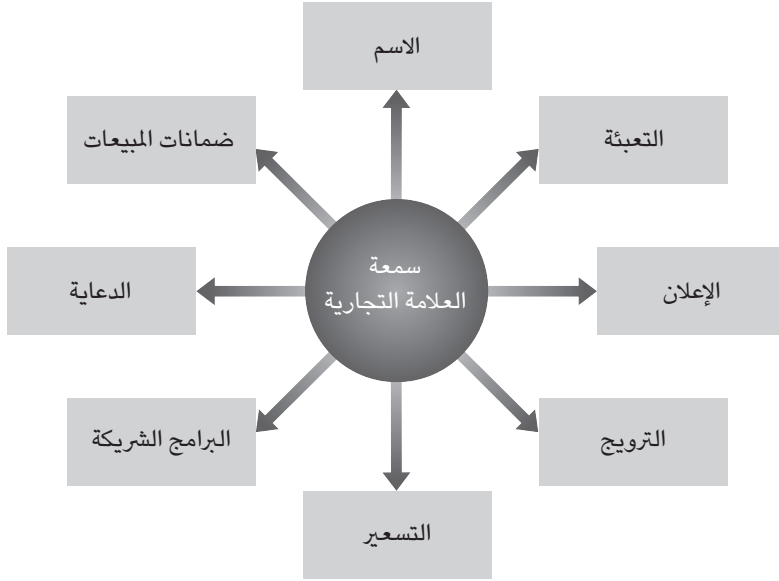 الاسم
التعبئة
ضمانات المبيعات
سمعة
العلامة التجارية
الإعلان
الدعاية
الترويج
البرامج الشريكة
التسعير